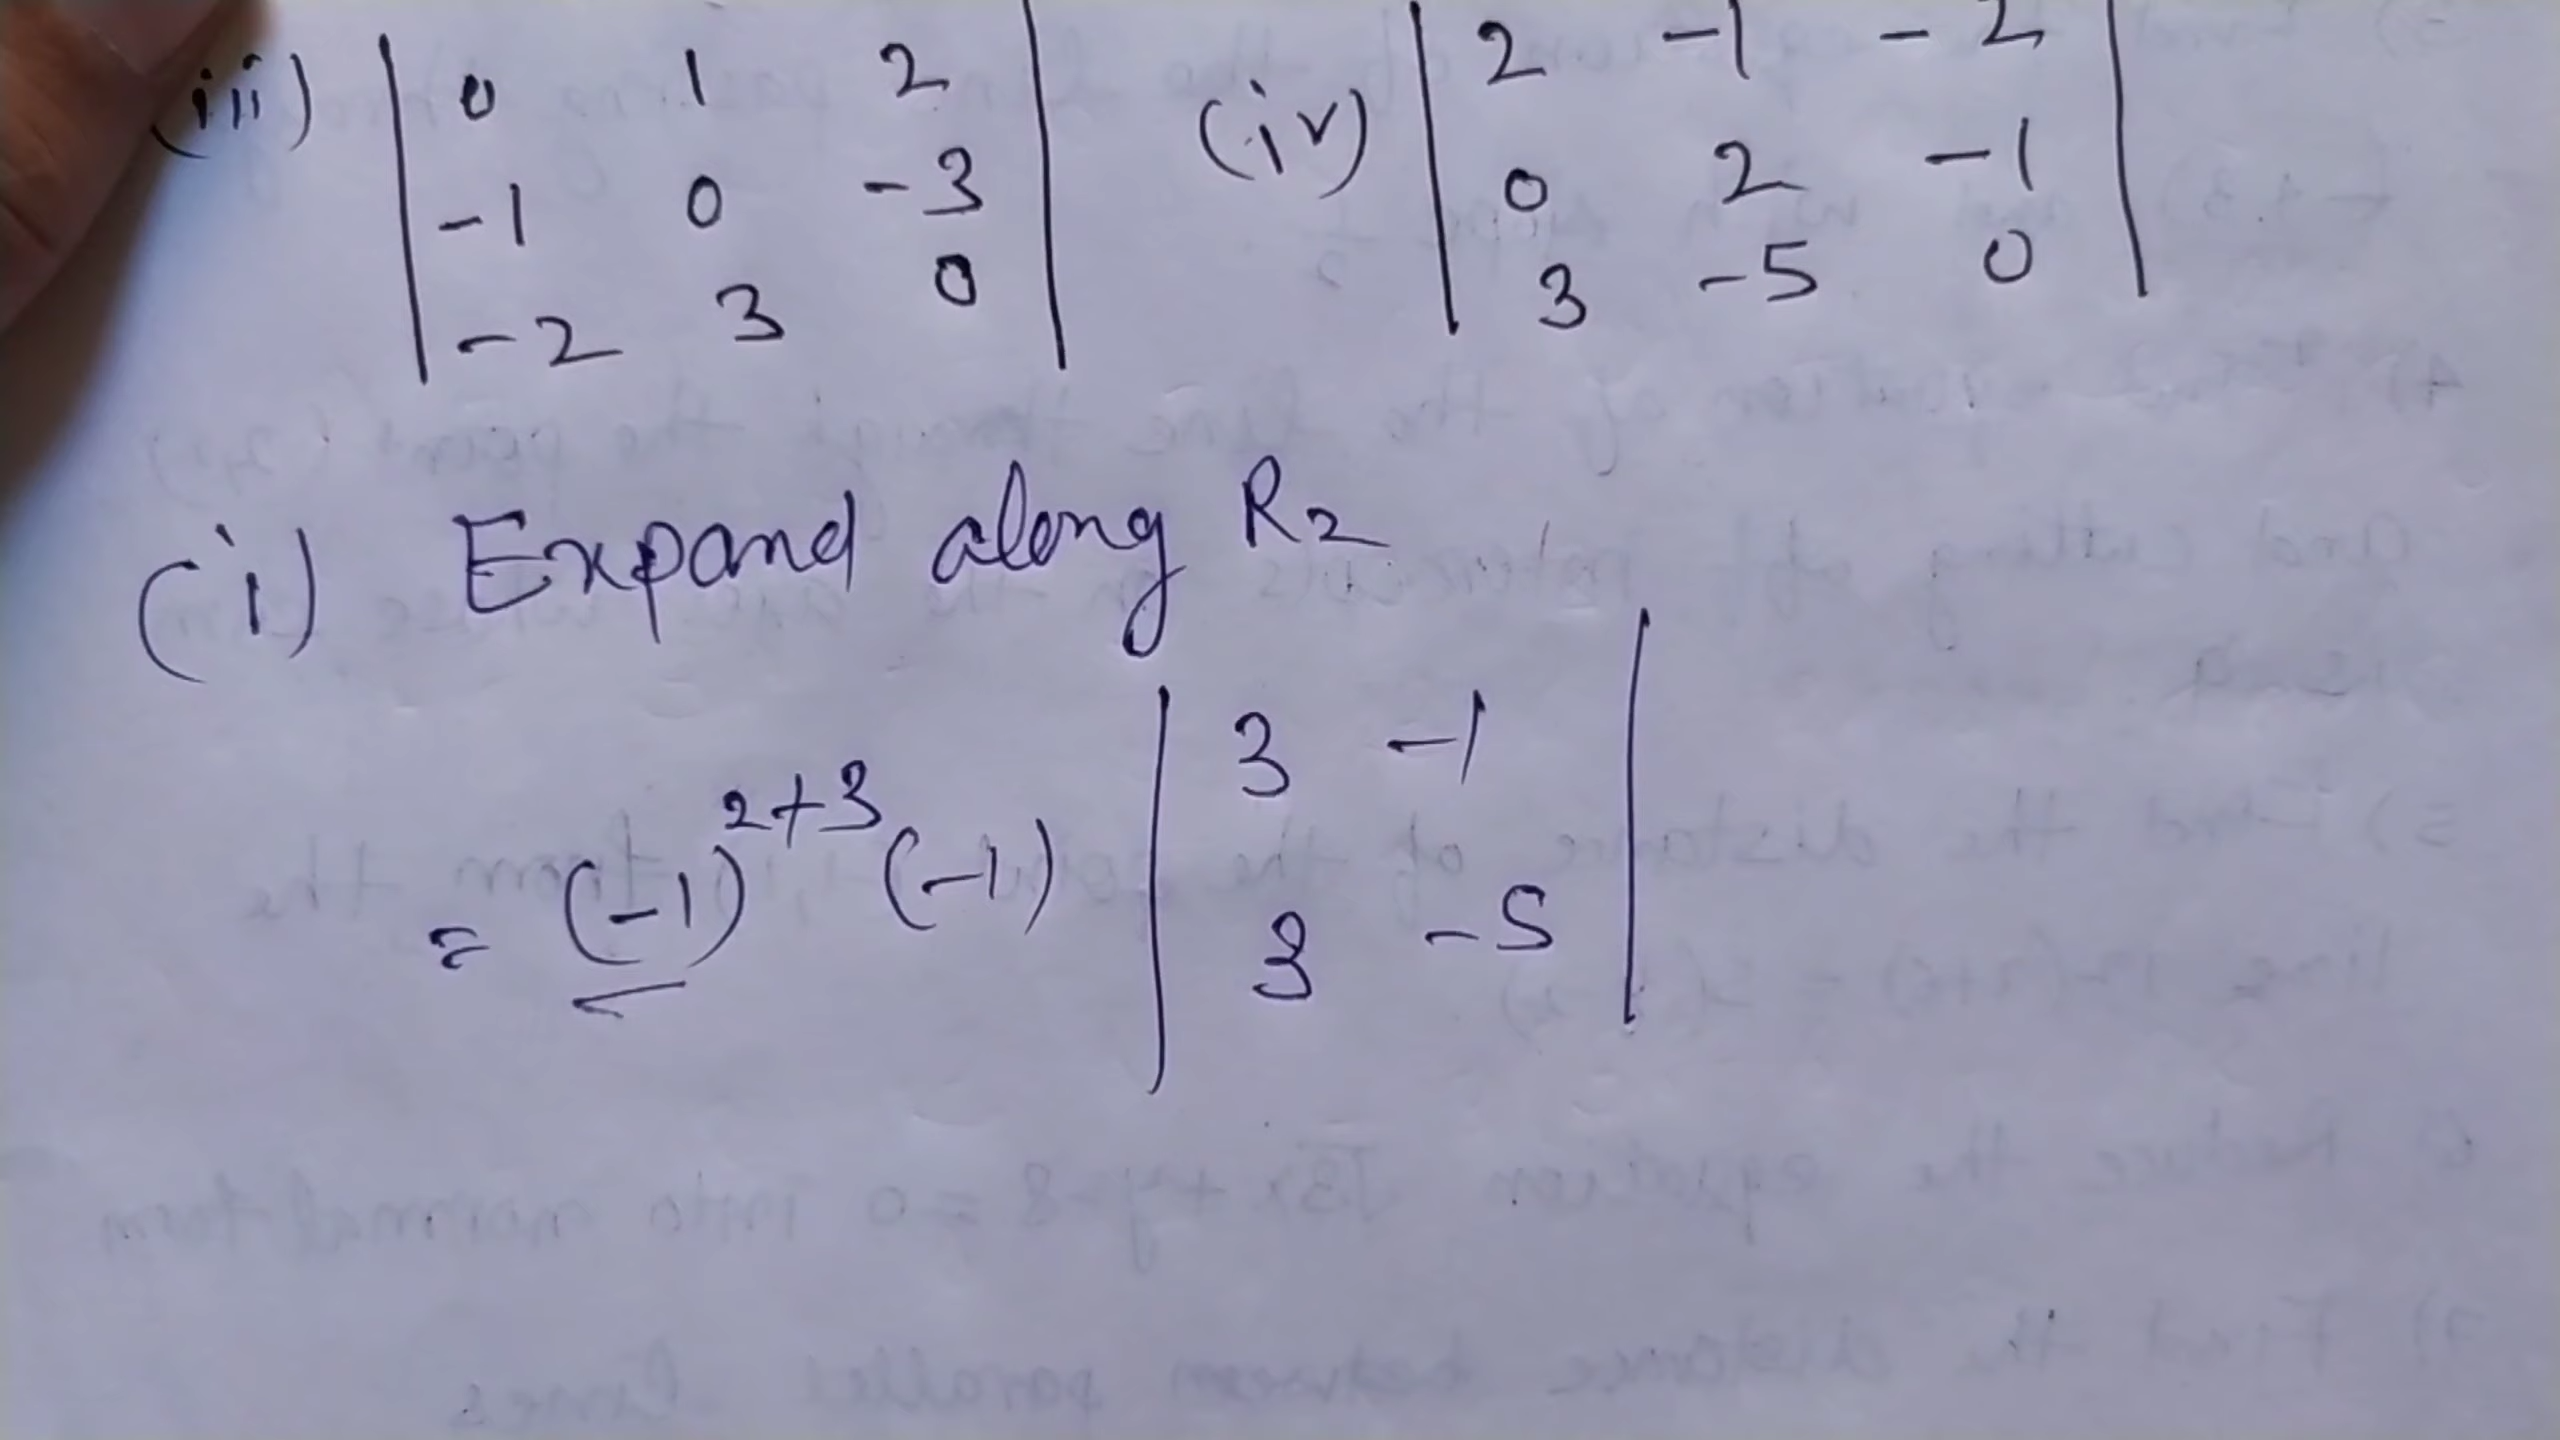 (iii) | 0 1 2 | (iv) | 2 -1 -2 |
| -1 0 -3 | | 0 2 -1 |
| -2 3 0 | | 3 -5 0 |
(i) Expand along R2
= (-1)^2+3 (-1) | 3 -1 |
| 3 -5 |